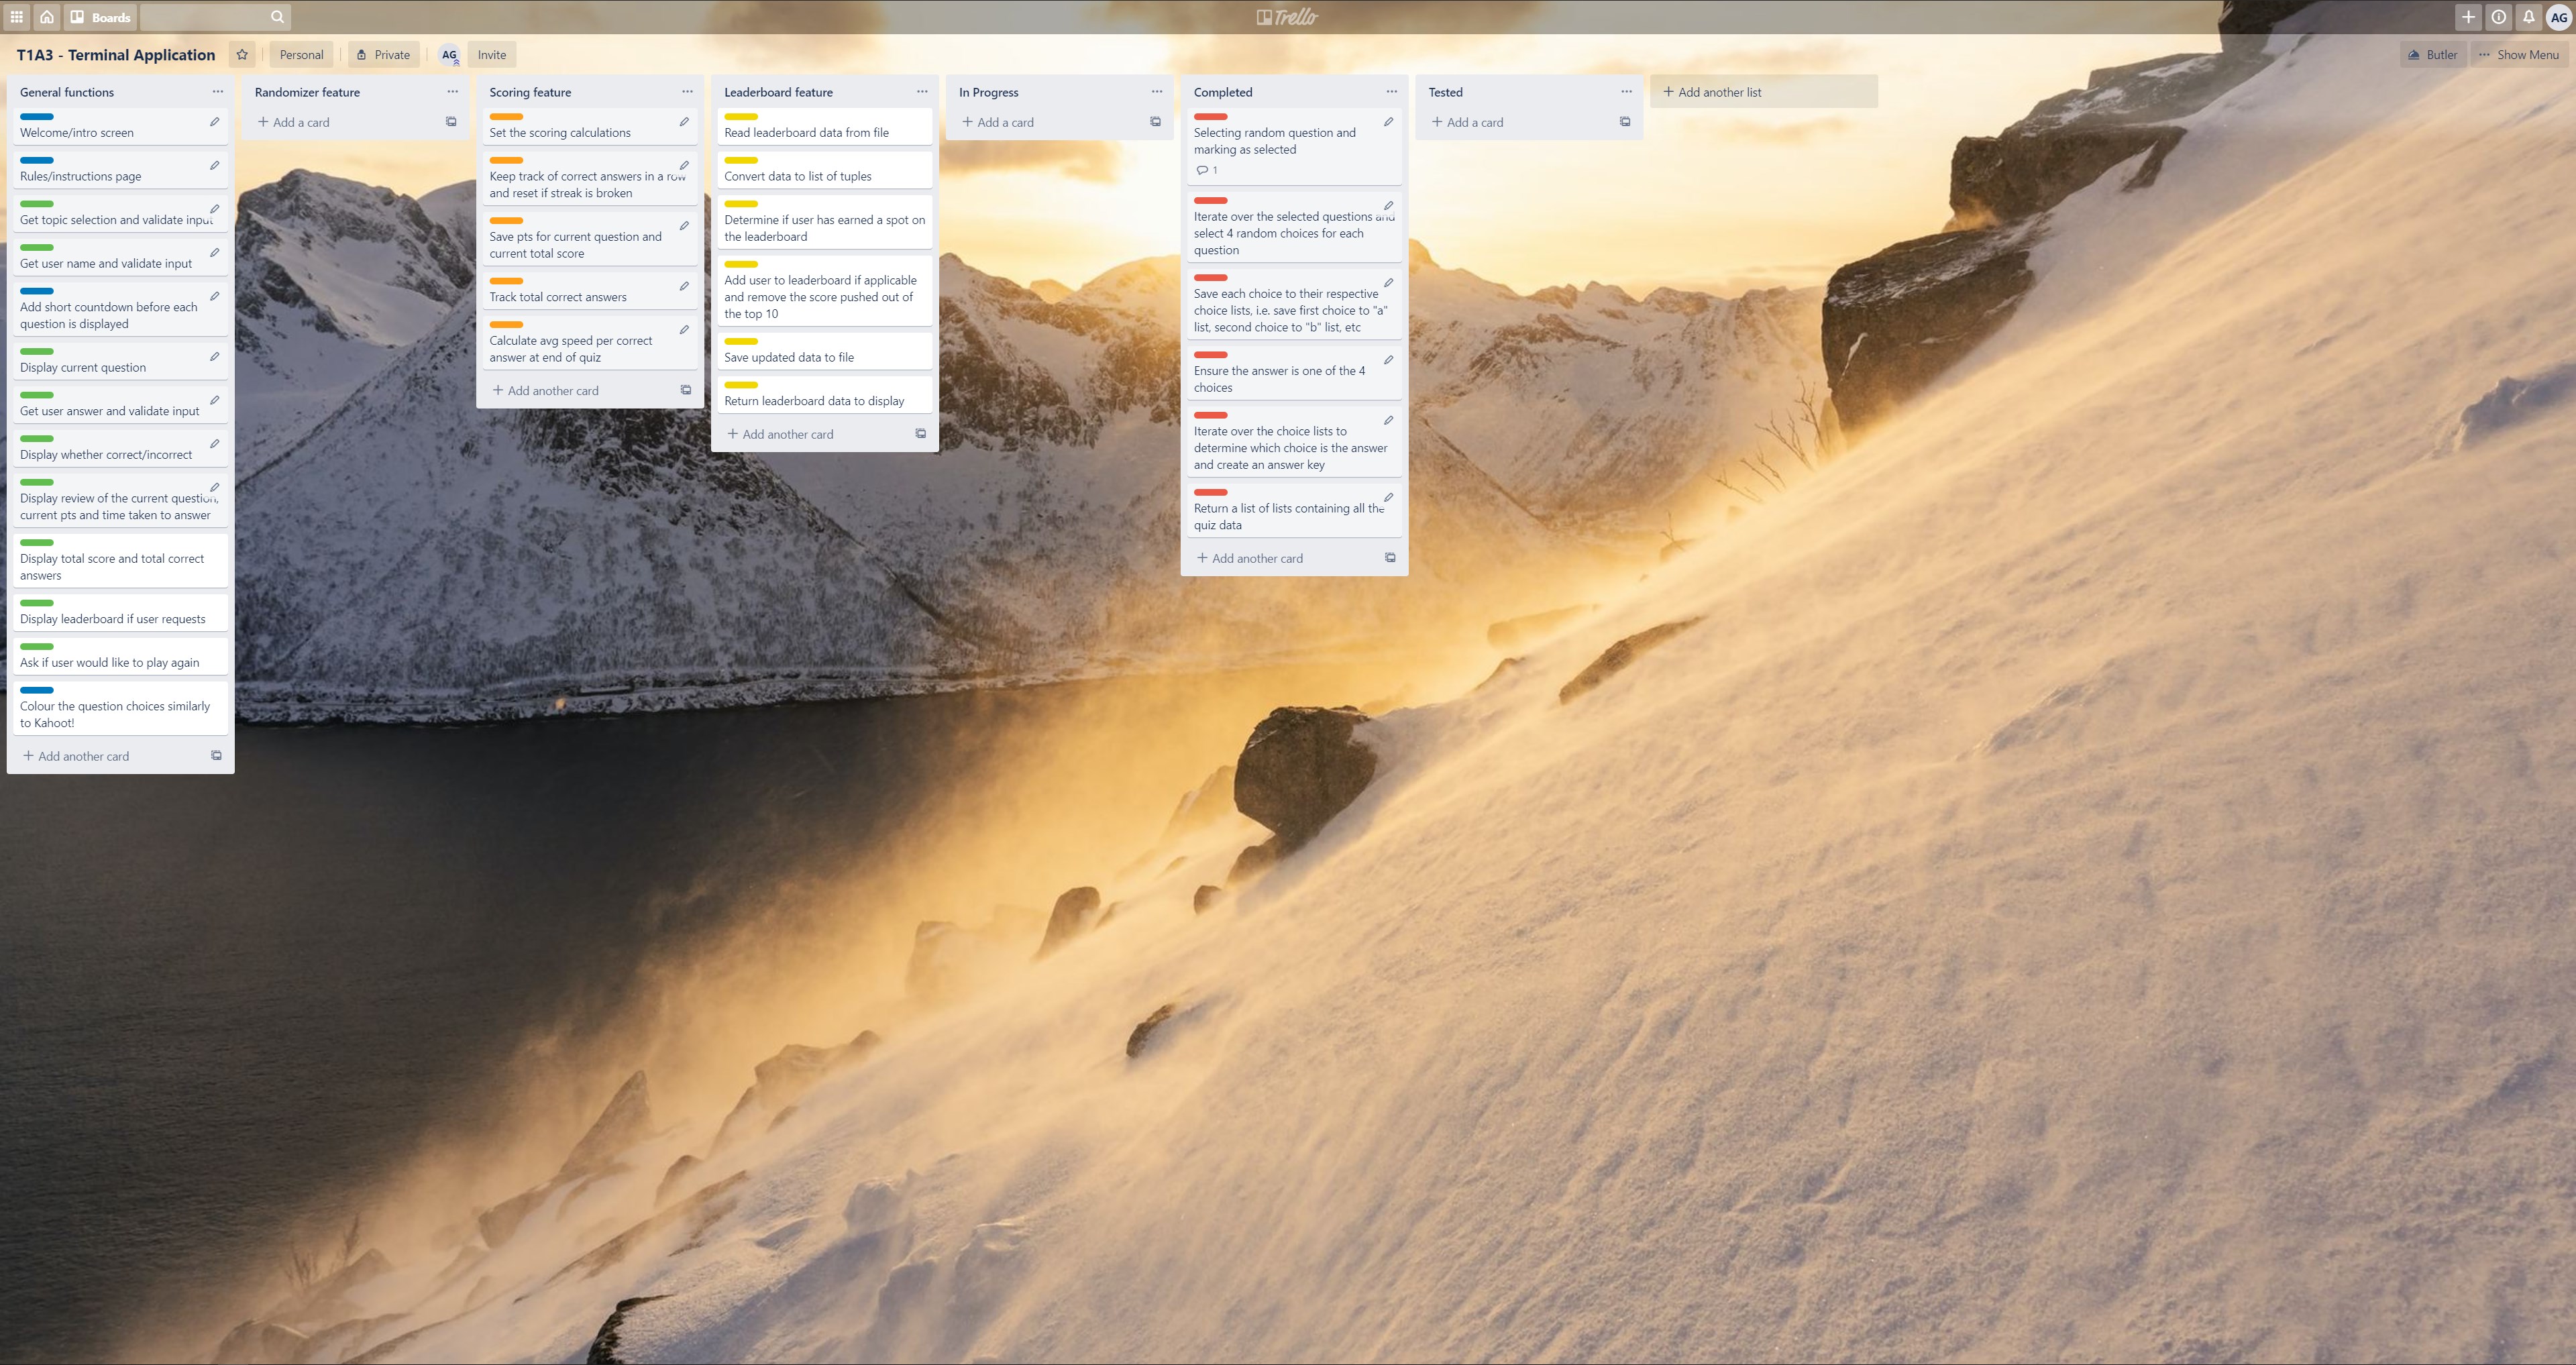 Boards
Trello
AG
T1A3 - Terminal Application
Personal
Private
AG
Invite
Butler
Show Menu
General functions
Welcome/intro screen
Rules/instructions page
Get topic selection and validate input
Get user name and validate input
Add short countdown before each
question is displayed
Display current question
Get user answer and validate input
Display whether correct/incorrect
Display review of the current question,
current pts and time taken to answer
Display total score and total correct
answers
Display leaderboard if user requests
Ask if user would like to play again
Colour the question choices similarly
to Kahoot!
Add another card
Randomizer feature
Add a card
Scoring feature
Set the scoring calculations
Keep track of correct answers in a row
and reset if streak is broken
Save pts for current question and
current total score
Track total correct answers
Calculate avg speed per correct
answer at end of quiz
Add another card
Leaderboard feature
Read leaderboard data from file
Convert data to list of tuples
Determine if user has earned a spot on
the leaderboard
Add user to leaderboard if applicable
and remove the score pushed out of
the top 10
Save updated data to file
Return leaderboard data to display
Add another card
In Progress
Add a card
Completed
Selecting random question and
marking as selected
1
Iterate over the selected questions and
select 4 random choices for each
question
Save each choice to their respective
choice lists, i.e. save first choice to "a"
list, second choice to "b" list, etc
Ensure the answer is one of the 4
choices
Iterate over the choice lists to
determine which choice is the answer
and create an answer key
Return a list of lists containing all the
quiz data
Add another card
Tested
Add a card
Add another list